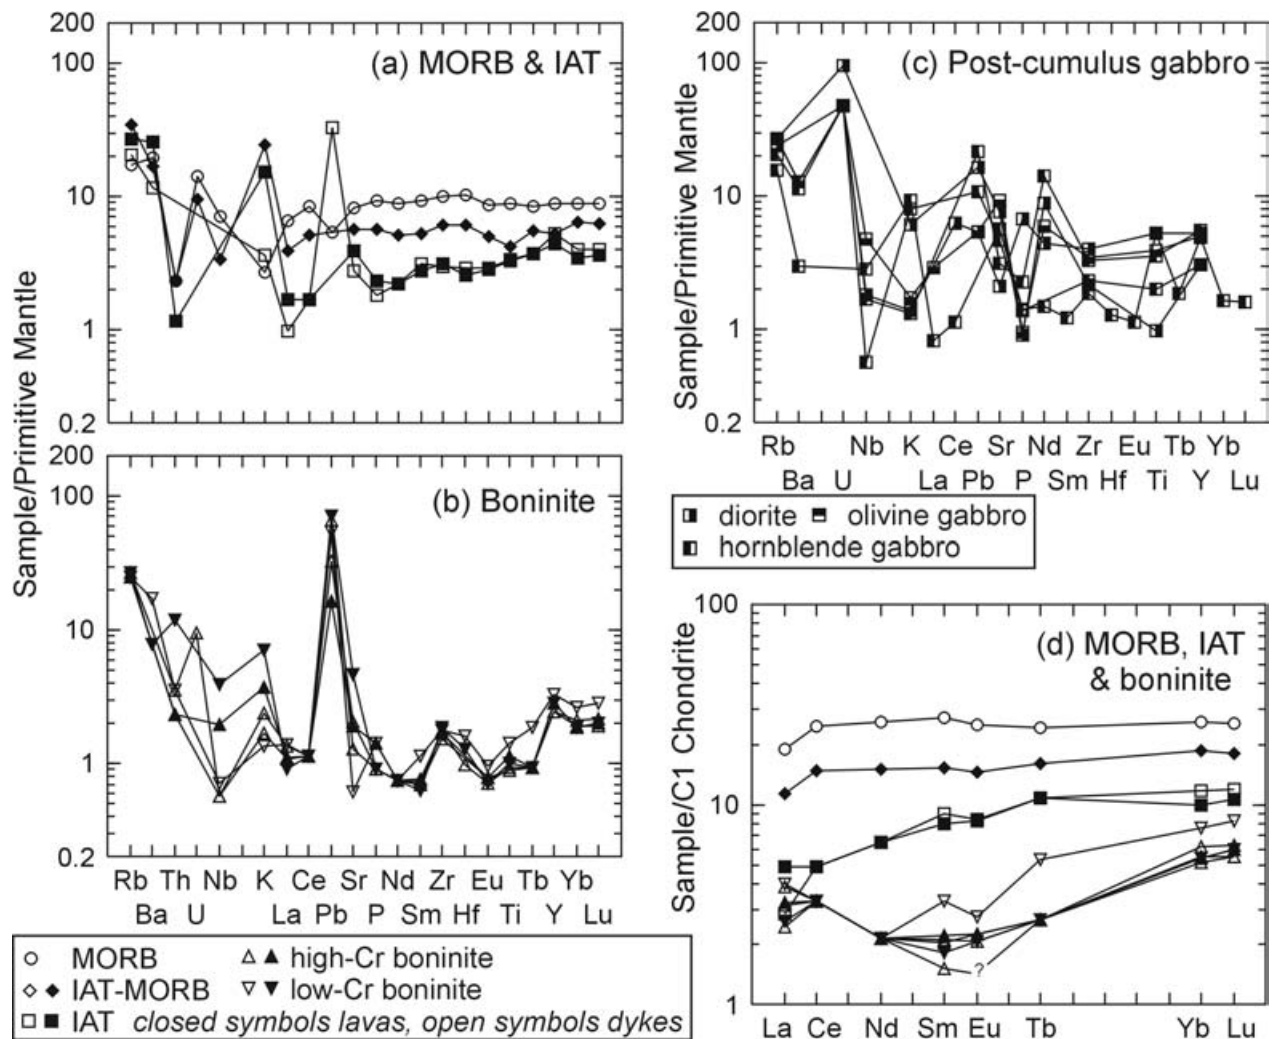 Sample/Primitive Mantle
200
100
10
1
0.2
(a) MORB & IAT
200
100
10
1
0.2
(b) Boninite
Rb Th Nb K Ce Sr Nd Zr Eu Tb Yb
Ba U La Pb P Sm Hf Ti Y Lu
MORB high-Cr boninite
IAT-MORB low-Cr boninite
IAT closed symbols lavas, open symbols dykes
Sample/Primitive Mantle
200
100
10
1
0.2
(c) Post-cumulus gabbro
Rb Nb K Ce Sr Nd Zr Eu Tb Yb
Ba U La Pb P Sm Hf Ti Y Lu
diorite olivine gabbro
hornblende gabbro
Sample/C1 Chondrite
100
10
1
(d) MORB, IAT
& boninite
?
La Ce Nd Sm Eu Tb Yb Lu